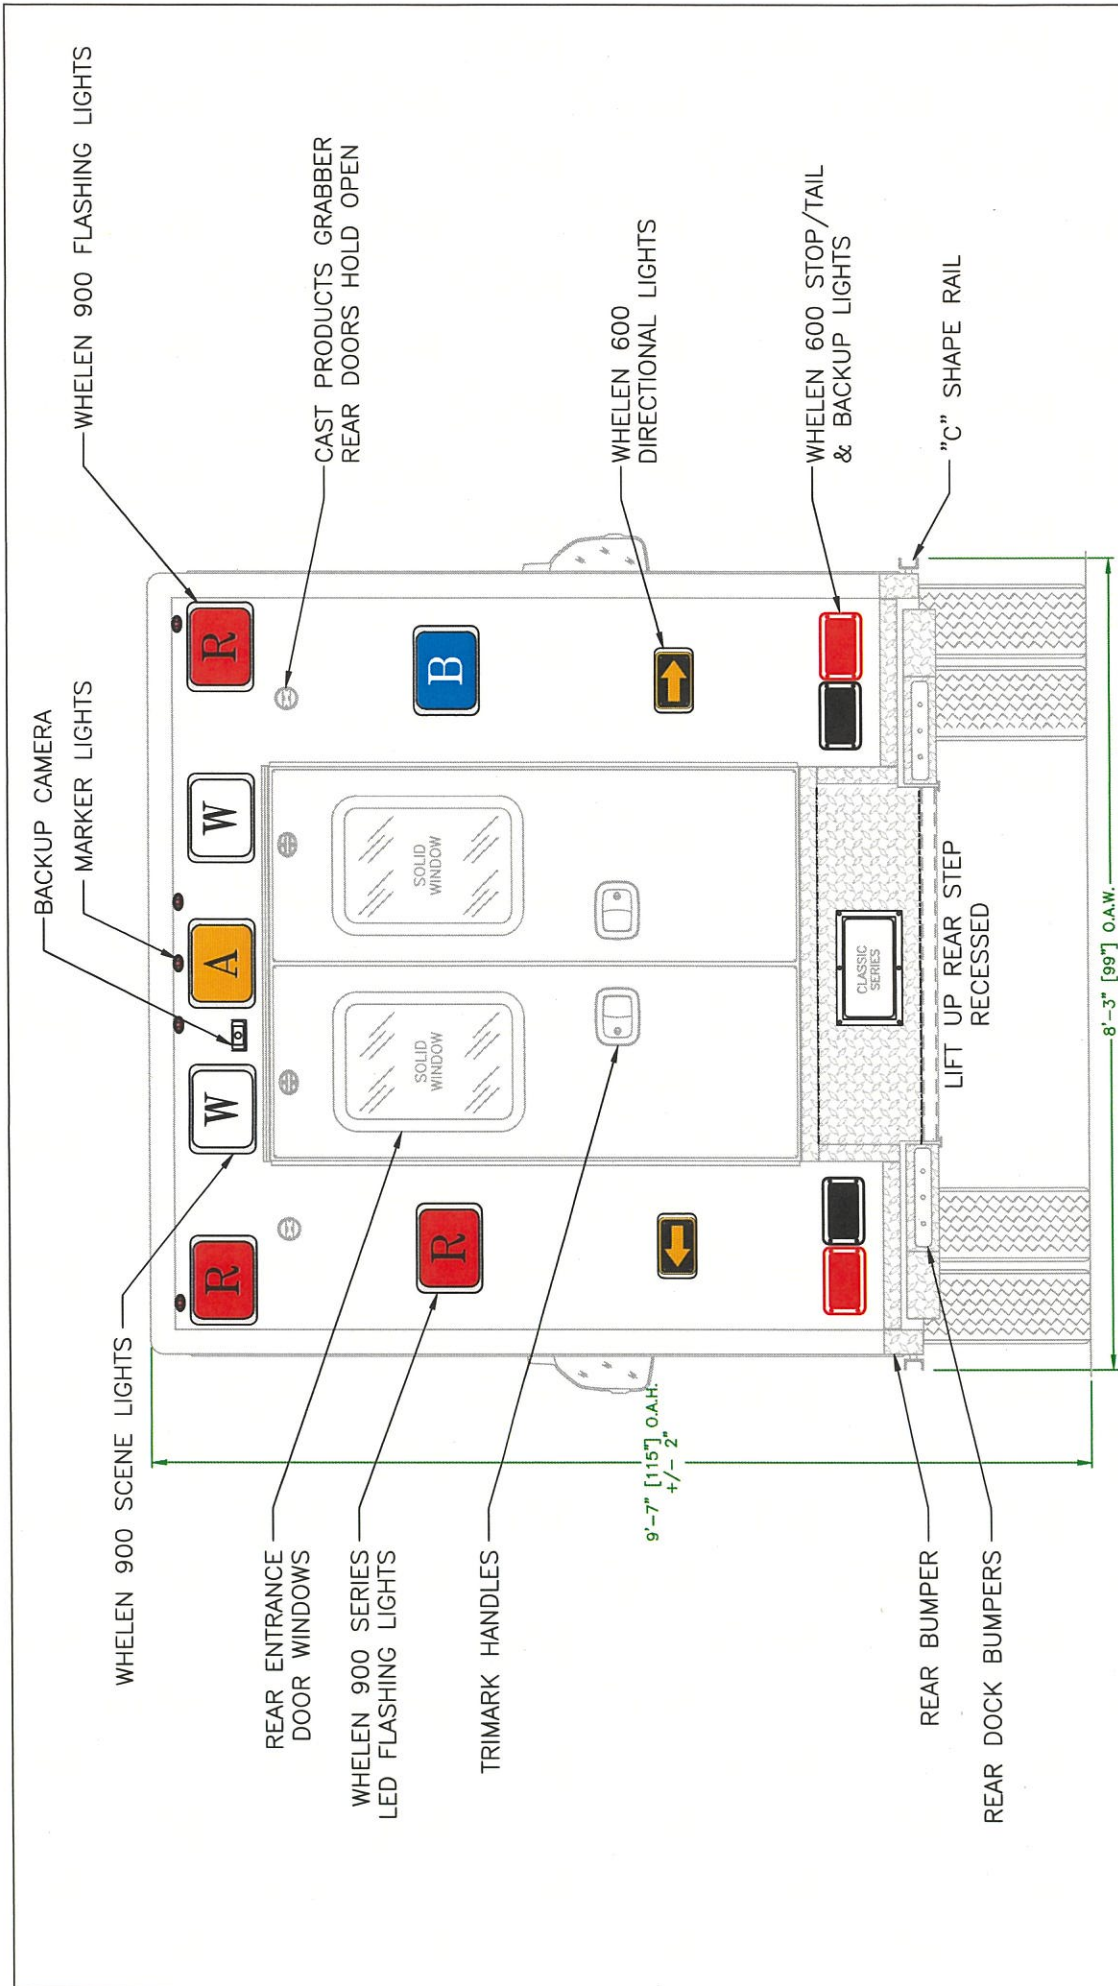 BACKUP CAMERA
MARKER LIGHTS
WHELEN 900 SCENE LIGHTS
WHELEN 900 FLASHING LIGHTS
R
W
A
W
R
CAST PRODUCTS GRABBER
REAR DOORS HOLD OPEN
REAR ENTRANCE
DOOR WINDOWS
SOLID
WINDOW
SOLID
WINDOW
WHELEN 900 SERIES
LED FLASHING LIGHTS
R
B
TRIMARK HANDLES
WHELEN 600
DIRECTIONAL LIGHTS
9'-7" [115"] O.A.H.
+/- 2"
WHELEN 600 STOP/TAIL
& BACKUP LIGHTS
CLASSIC
SERIES
REAR BUMPER
"C" SHAPE RAIL
REAR DOCK BUMPERS
LIFT UP REAR STEP
RECESSED
8'-3" [99"] O.A.W.